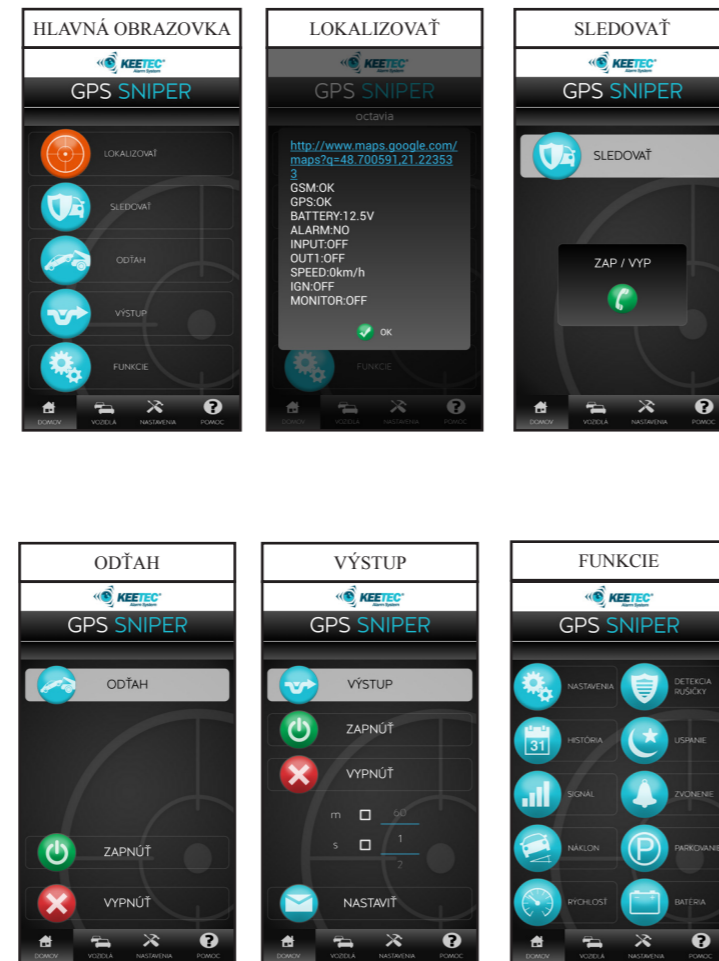 HLAVNÁ OBRAZOVKA
KEETEC
Alarm System
GPS SNIPER
LOKALIZOVAŤ
SLEDOVAŤ
ODŤAH
VÝSTUP
FUNKCIE
DOMOV VOZIDLÁ NASTAVENIA POMOC
LOKALIZOVAŤ
KEETEC
Alarm System
GPS SNIPER
octavia
http://www.maps.google.com/
maps?q=48.700591,21.22353
3
GSM:OK
GPS:OK
BATTERY:12.5V
ALARM:NO
INPUT:OFF
OUT1:OFF
SPEED:0km/h
IGN:OFF
MONITOR:OFF
OK
FUNKCIE
DOMOV VOZIDLÁ NASTAVENIA POMOC
SLEDOVAŤ
KEETEC
Alarm System
GPS SNIPER
SLEDOVAŤ
ZAP / VYP
DOMOV VOZIDLÁ NASTAVENIA POMOC
ODŤAH
KEETEC
Alarm System
GPS SNIPER
ODŤAH
ZAPNÚŤ
VYPNÚŤ
DOMOV VOZIDLÁ NASTAVENIA POMOC
VÝSTUP
KEETEC
Alarm System
GPS SNIPER
VÝSTUP
ZAPNÚŤ
VYPNÚŤ
m 60
s 1
2
NASTAVIŤ
DOMOV VOZIDLÁ NASTAVENIA POMOC
FUNKCIE
KEETEC
Alarm System
GPS SNIPER
NASTAVENIA
DETEKCIA
RUŠIČKY
31
HISTÓRIA
USPANIE
SIGNÁL
ZVONENIE
NÁKLON
P
PARKOVANIE
RÝCHLOSŤ
BATÉRIA
DOMOV VOZIDLÁ NASTAVENIA POMOC